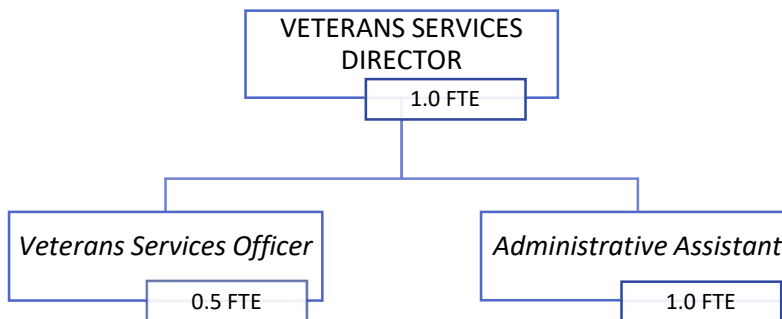 VETERANS SERVICES
DIRECTOR
1.0 FTE
Veterans Services Officer
0.5 FTE
Administrative Assistant
1.0 FTE